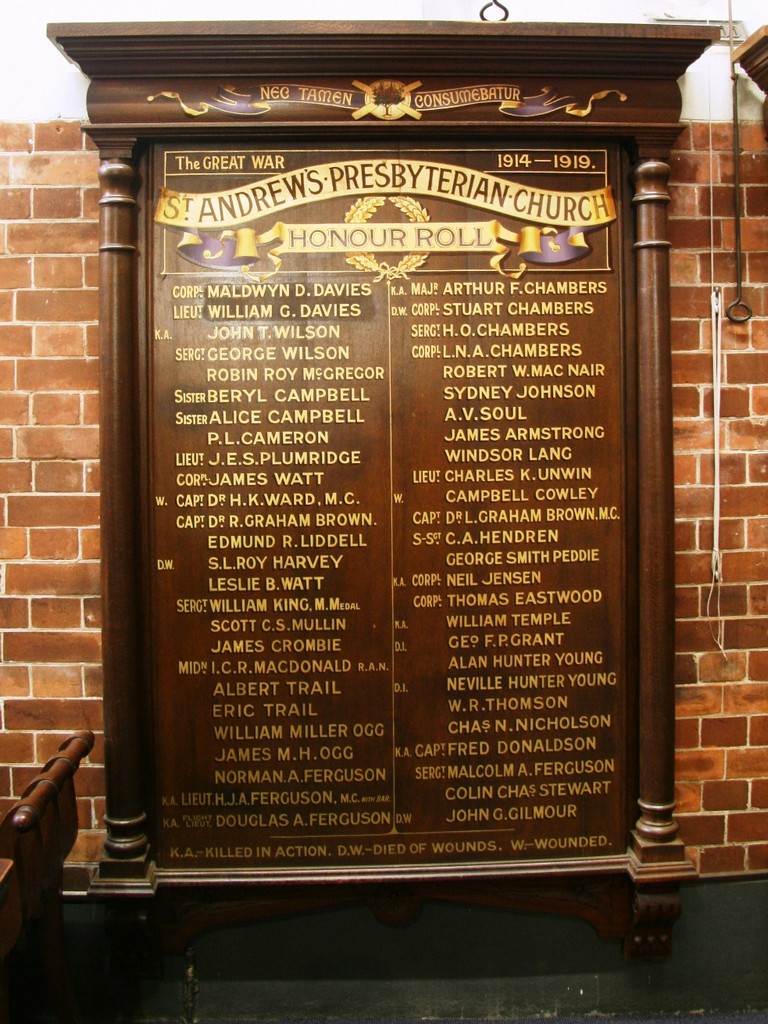 NEC TAMEN CONSUMEBATUR
The GREAT WAR 1914—1919.
ST ANDREW'S·PRESBYTERIAN·CHURCH
HONOUR ROLL
CORPL MALDWYN D. DAVIES
LIEUT WILLIAM G. DAVIES
K.A. JOHN T. WILSON
SERGT GEORGE WILSON
ROBIN ROY McGREGOR
SISTER BERYL CAMPBELL
SISTER ALICE CAMPBELL
P.L. CAMERON
LIEUT J.E.S. PLUMRIDGE
CORPL JAMES WATT
W. CAPT DR H.K. WARD, M.C.
CAPT DR R. GRAHAM BROWN.
EDMUND R. LIDDELL
D.W. S.L. ROY HARVEY
LESLIE B. WATT
SERGT WILLIAM KING, M.MEDAL
SCOTT C.S. MULLIN
JAMES CROMBIE
MIDN I.C.R. MACDONALD R.A.N.
ALBERT TRAIL
ERIC TRAIL
WILLIAM MILLER OGG
JAMES M.H. OGG
NORMAN.A. FERGUSON
K.A. LIEUT. H.J.A. FERGUSON, M.C. WITH BAR.
K.A. FLIGHT LIEUT. DOUGLAS A. FERGUSON
K.A. MAJR ARTHUR F. CHAMBERS
D.W. CORPL STUART CHAMBERS
SERGT H.O. CHAMBERS
CORPL L.N.A. CHAMBERS
ROBERT W. MAC NAIR
SYDNEY JOHNSON
A.V. SOUL
JAMES ARMSTRONG
WINDSOR LANG
LIEUT CHARLES K. UNWIN
W. CAMPBELL COWLEY
CAPT DR L. GRAHAM BROWN, M.C.
S-SGT C.A. HENDREN
GEORGE SMITH PEDDIE
K.A. CORPL NEIL JENSEN
CORPL THOMAS EASTWOOD
K.A. WILLIAM TEMPLE
D.I. GEO F.P. GRANT
ALAN HUNTER YOUNG
D.I. NEVILLE HUNTER YOUNG
W.R. THOMSON
CHAS N. NICHOLSON
K.A. CAPT FRED DONALDSON
SERGT MALCOLM A. FERGUSON
COLIN CHAS STEWART
D.W JOHN G. GILMOUR
K.A.–KILLED IN ACTION. D.W.–DIED OF WOUNDS. W.–WOUNDED.